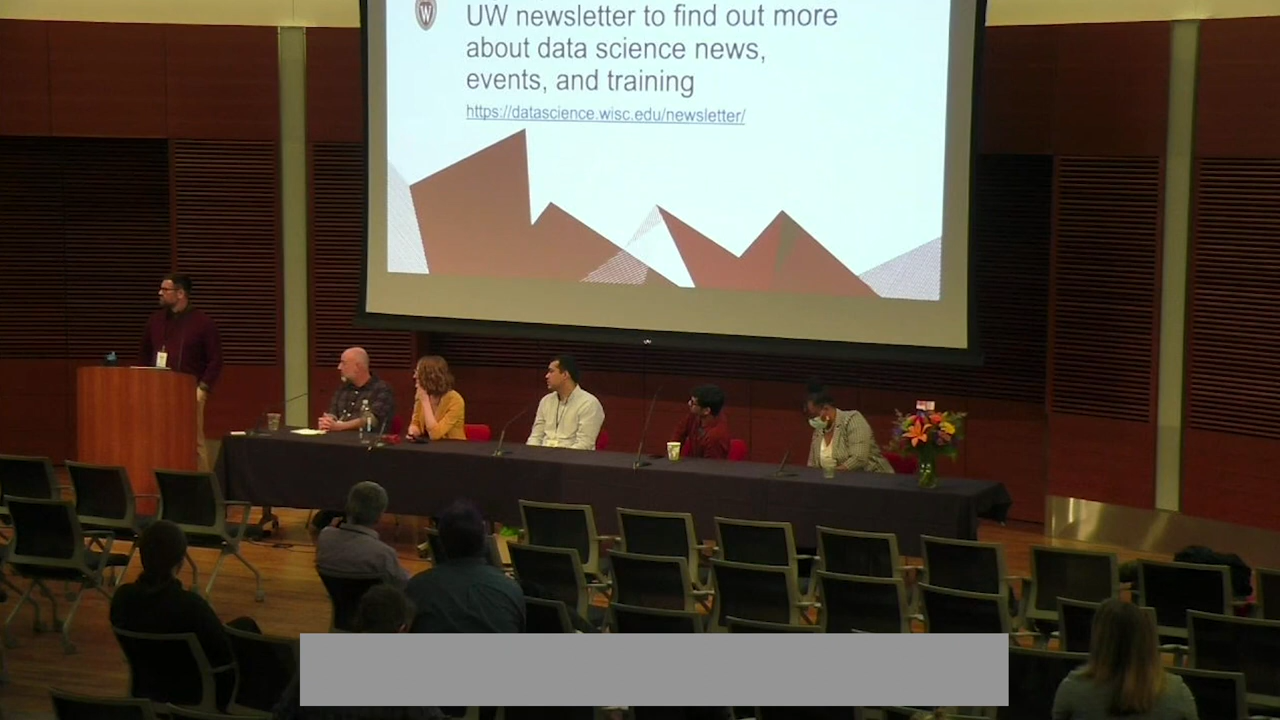 UW newsletter to find out more
about data science news,
events, and training
https://datascience.wisc.edu/newsletter/